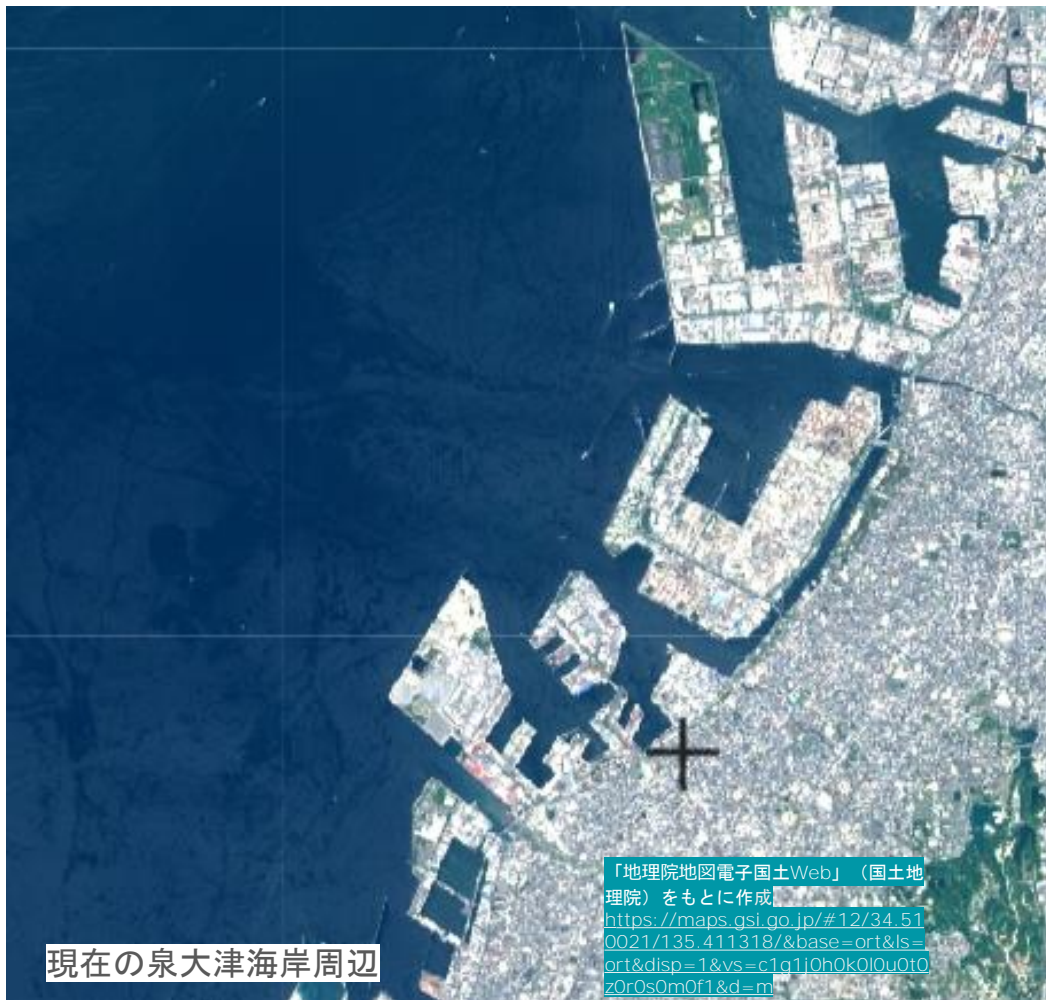 「地理院地図電子国土Web」（国土地
理院）をもとに作成
https://maps.gsi.go.jp/#12/34.51
0021/135.411318/&base=ort&ls=
ort&disp=1&vs=c1g1j0h0k0l0u0t0
z0r0s0m0f1&d=m
現在の泉大津海岸周辺